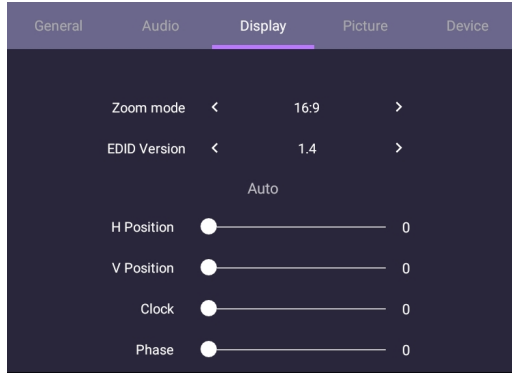 General Audio Display Picture Device
Zoom mode < 16:9 >
EDID Version < 1.4 >
Auto
H Position 0
V Position 0
Clock 0
Phase 0